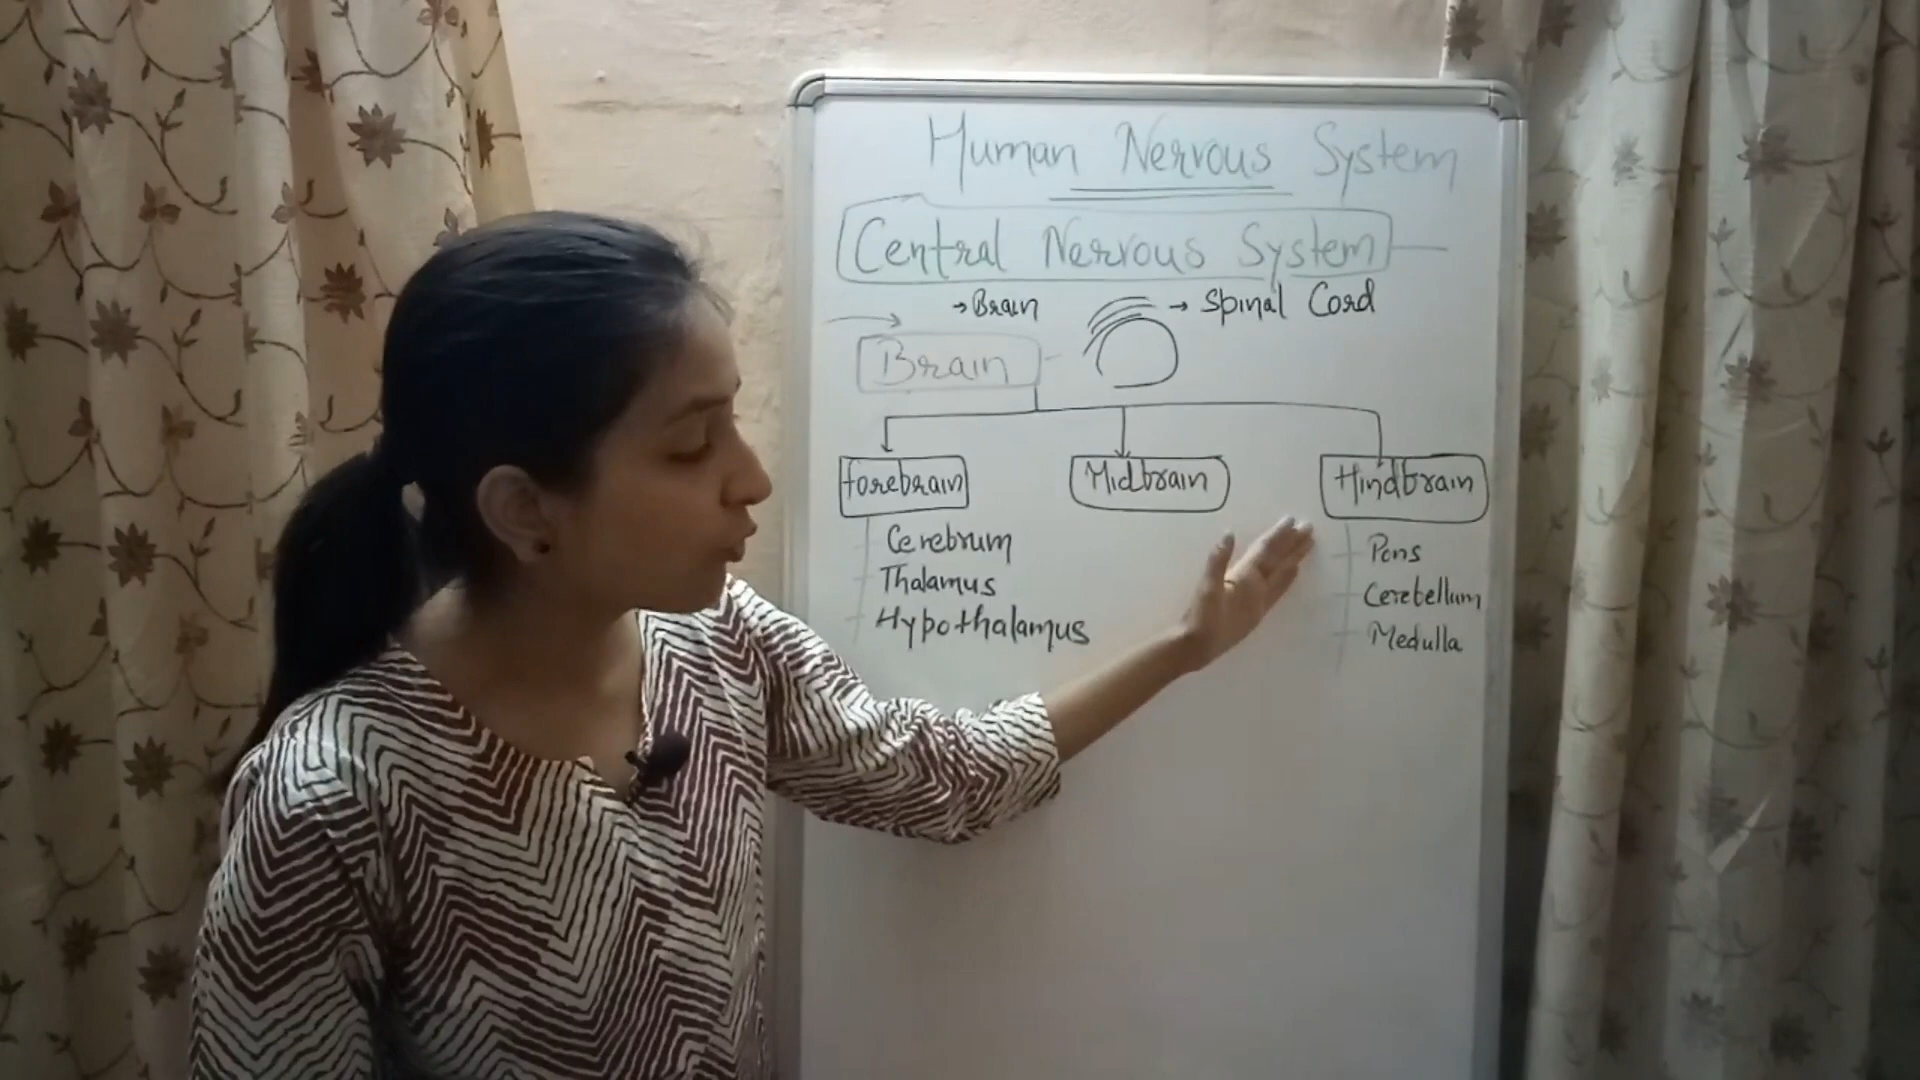 Human Nervous System
Central Nervous System
→Brain → Spinal Cord
Brain
forebrain Midbrain Hindbrain
Cerebrum
Thalamus
Hypothalamus
Pons
Cerebellum
Medulla